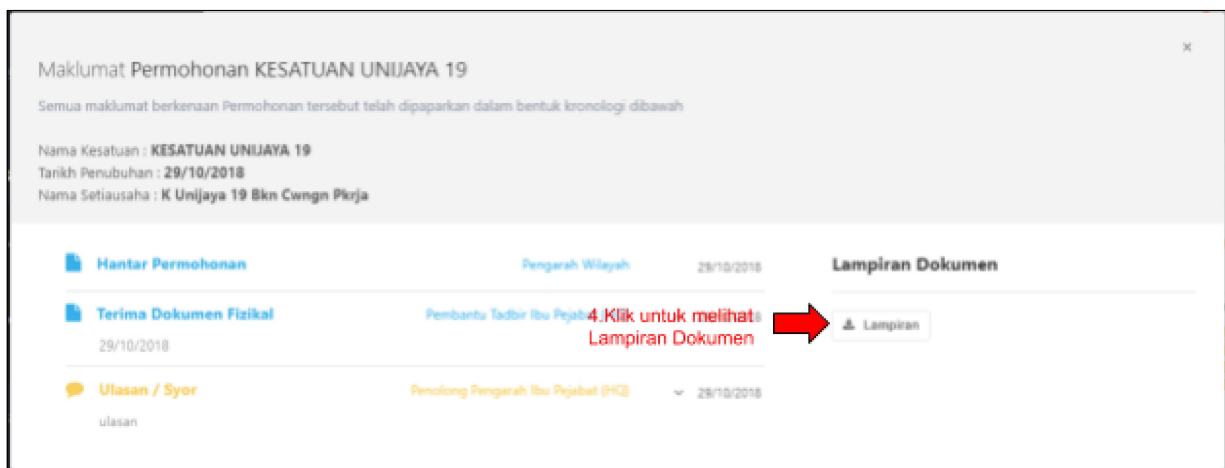 ×
Maklumat Permohonan KESATUAN UNIJAYA 19
Semua maklumat berkenaan Permohonan tersebut telah dipaparkan dalam bentuk kronologi dibawah
Nama Kesatuan : KESATUAN UNIJAYA 19
Tarikh Penubuhan : 29/10/2018
Nama Setiausaha : K Unijaya 19 Bkn Cwngn Pkrja
Hantar Permohonan Pengarah Wilayah 29/10/2018
Terima Dokumen Fizikal Pembantu Tadbir Ibu
29/10/2018
Ulasan / Syor Penolong Pengarah Ibu Pejabat (HQ) 29/10/2018
ulasan
4.Klik untuk melihat
Lampiran Dokumen
Lampiran Dokumen
Lampiran